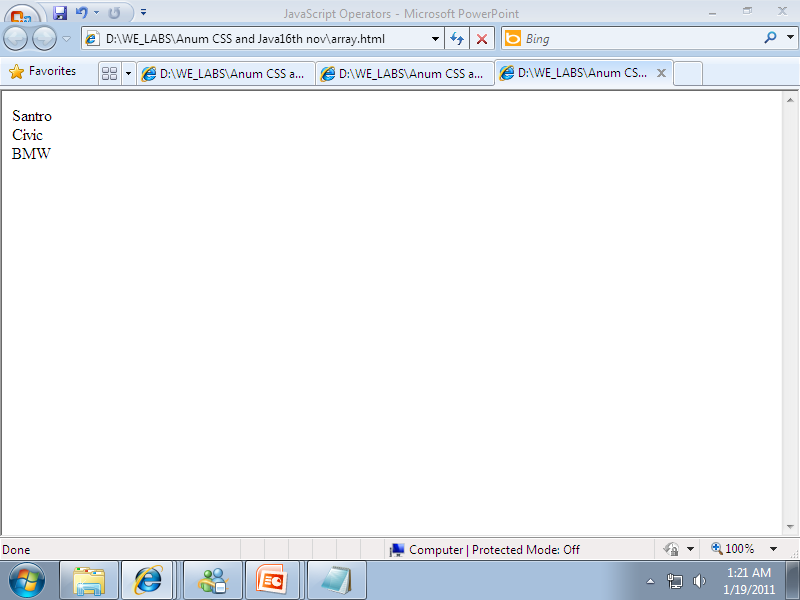 JavaScript Operators - Microsoft PowerPoint
D:\WE_LABS\Anum CSS and Java16th nov\array.html
Bing
Favorites
D:\WE_LABS\Anum CSS a...
D:\WE_LABS\Anum CSS a...
D:\WE_LABS\Anum CS...
Santro
Civic
BMW
Done
Computer | Protected Mode: Off
100%
1:21 AM
1/19/2011